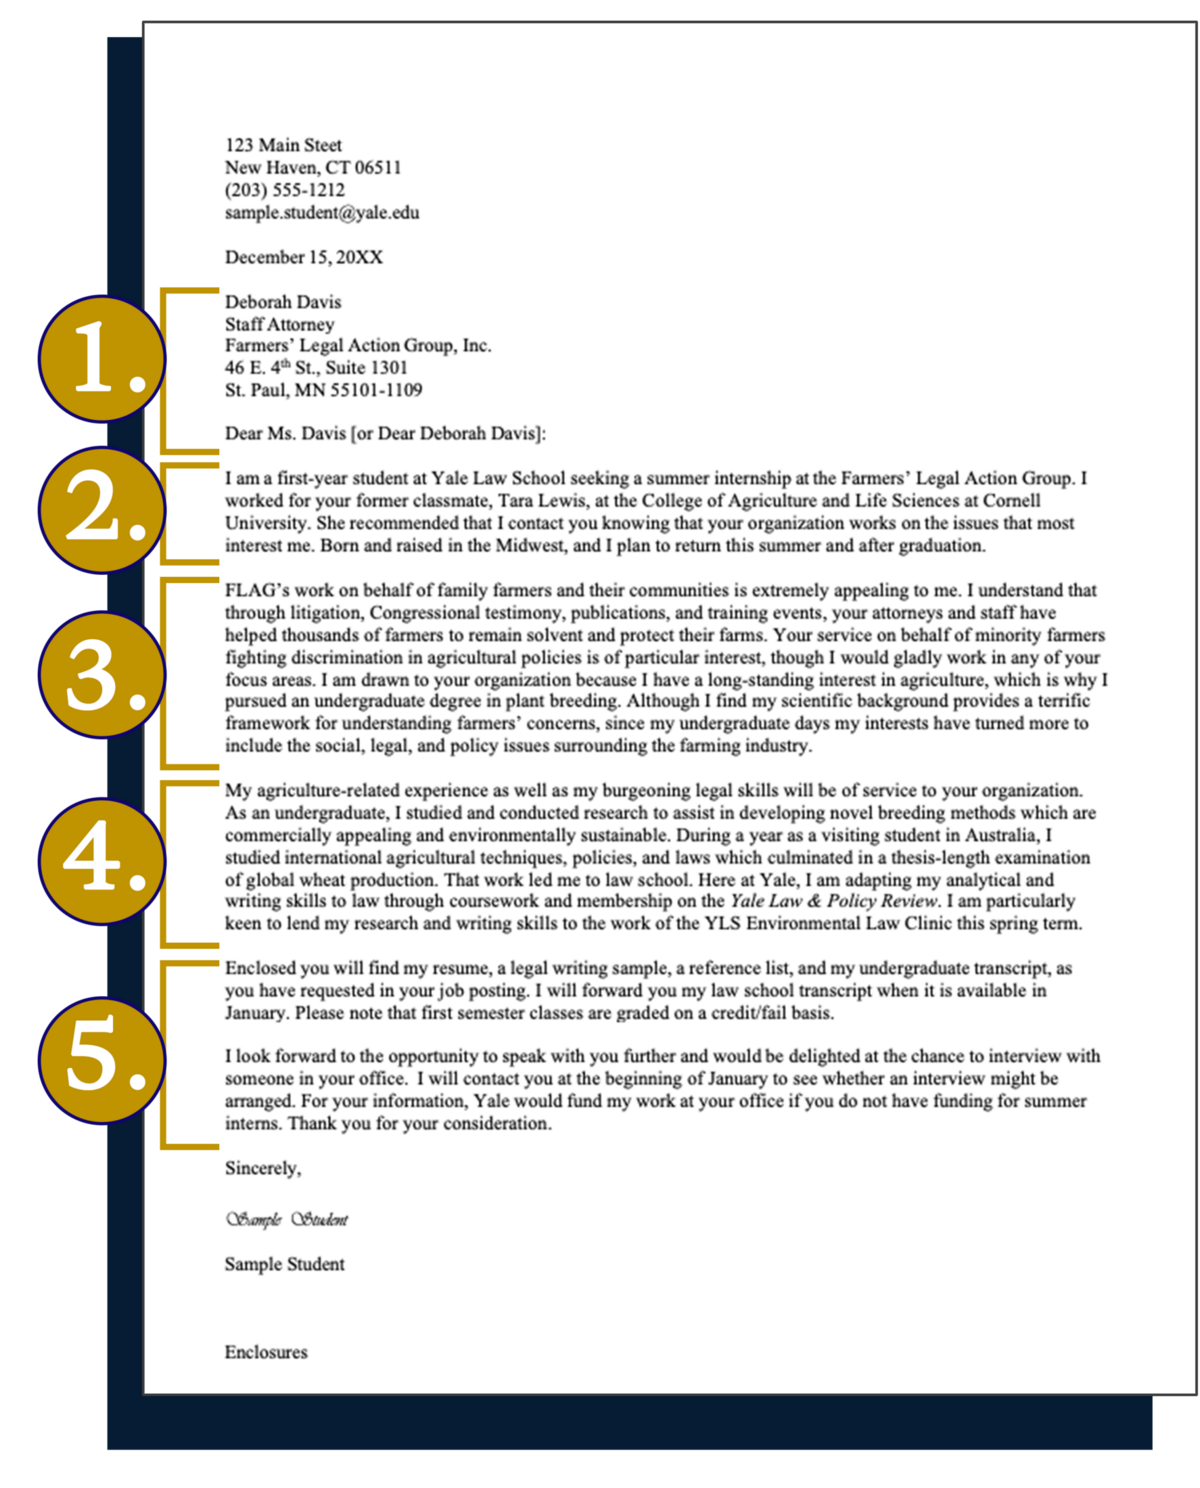 123 Main Steet
New Haven, CT 06511
(203) 555-1212
sample.student@yale.edu
December 15, 20XX
1.
Deborah Davis
Staff Attorney
Farmers’ Legal Action Group, Inc.
46 E. 4th St., Suite 1301
St. Paul, MN 55101-1109
Dear Ms. Davis [or Dear Deborah Davis]:
2.
I am a first-year student at Yale Law School seeking a summer internship at the Farmers’ Legal Action Group. I
worked for your former classmate, Tara Lewis, at the College of Agriculture and Life Sciences at Cornell
University. She recommended that I contact you knowing that your organization works on the issues that most
interest me. Born and raised in the Midwest, and I plan to return this summer and after graduation.
3.
FLAG’s work on behalf of family farmers and their communities is extremely appealing to me. I understand that
through litigation, Congressional testimony, publications, and training events, your attorneys and staff have
helped thousands of farmers to remain solvent and protect their farms. Your service on behalf of minority farmers
fighting discrimination in agricultural policies is of particular interest, though I would gladly work in any of your
focus areas. I am drawn to your organization because I have a long-standing interest in agriculture, which is why I
pursued an undergraduate degree in plant breeding. Although I find my scientific background provides a terrific
framework for understanding farmers’ concerns, since my undergraduate days my interests have turned more to
include the social, legal, and policy issues surrounding the farming industry.
4.
My agriculture-related experience as well as my burgeoning legal skills will be of service to your organization.
As an undergraduate, I studied and conducted research to assist in developing novel breeding methods which are
commercially appealing and environmentally sustainable. During a year as a visiting student in Australia, I
studied international agricultural techniques, policies, and laws which culminated in a thesis-length examination
of global wheat production. That work led me to law school. Here at Yale, I am adapting my analytical and
writing skills to law through coursework and membership on the Yale Law & Policy Review. I am particularly
keen to lend my research and writing skills to the work of the YLS Environmental Law Clinic this spring term.
5.
Enclosed you will find my resume, a legal writing sample, a reference list, and my undergraduate transcript, as
you have requested in your job posting. I will forward you my law school transcript when it is available in
January. Please note that first semester classes are graded on a credit/fail basis.
I look forward to the opportunity to speak with you further and would be delighted at the chance to interview with
someone in your office.  I will contact you at the beginning of January to see whether an interview might be
arranged. For your information, Yale would fund my work at your office if you do not have funding for summer
interns. Thank you for your consideration.
Sincerely,
Sample Student
Sample Student
Enclosures